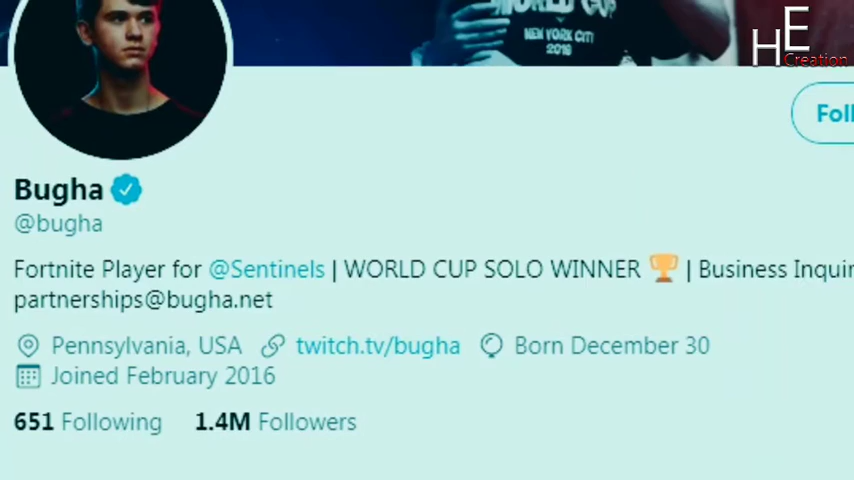 WORLD CUP
NEW YORK CITY
2019
HE
Creation
Foll
Bugha
@bugha
Fortnite Player for @Sentinels | WORLD CUP SOLO WINNER 🏆 | Business Inquir
partnerships@bugha.net
Pennsylvania, USA twitch.tv/bugha Born December 30
Joined February 2016
651 Following 1.4M Followers